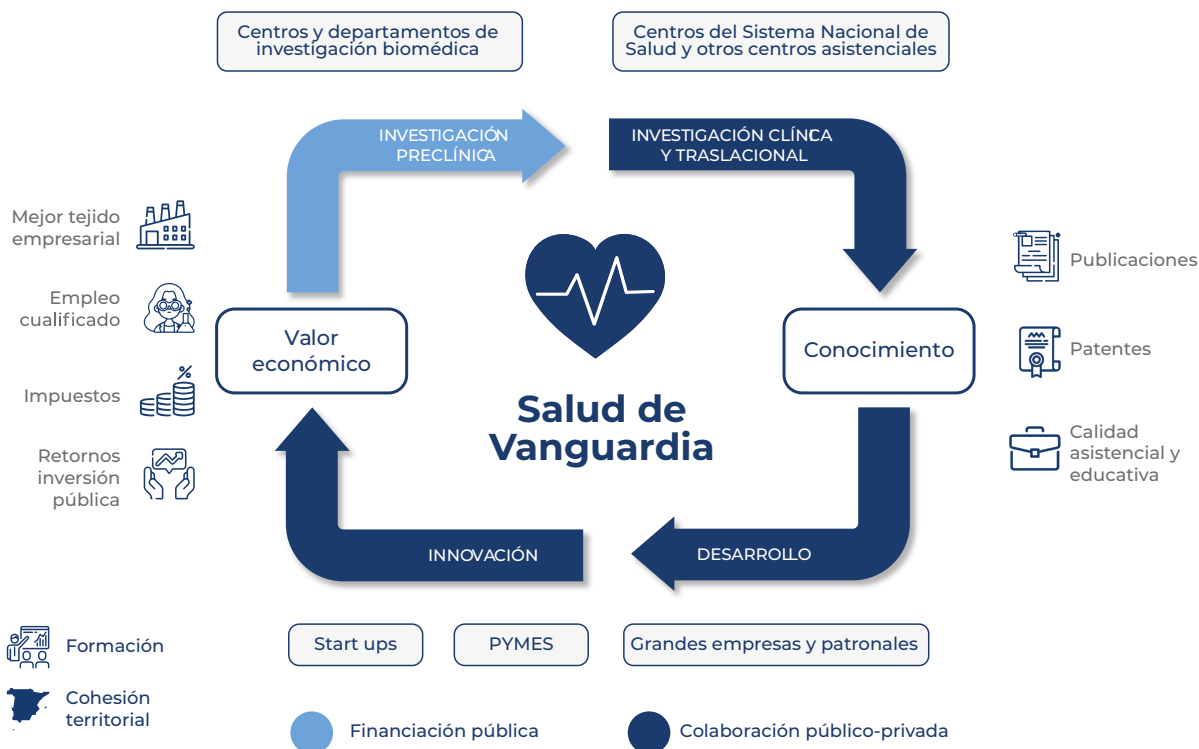 Centros y departamentos de
investigación biomédica
Centros del Sistema Nacional de
Salud y otros centros asistenciales
INVESTIGACIÓN
PRECLÍNICA
INVESTIGACIÓN CLÍNICA
Y TRASLACIONAL
Mejor tejido
empresarial
Empleo
cualificado
Impuestos
%
Retornos
inversión
pública
Valor
económico
Salud de
Vanguardia
Conocimiento
Publicaciones
Patentes
Calidad
asistencial y
educativa
INNOVACIÓN
DESARROLLO
Formación
Cohesión
territorial
Start ups
PYMES
Grandes empresas y patronales
Financiación pública
Colaboración público-privada